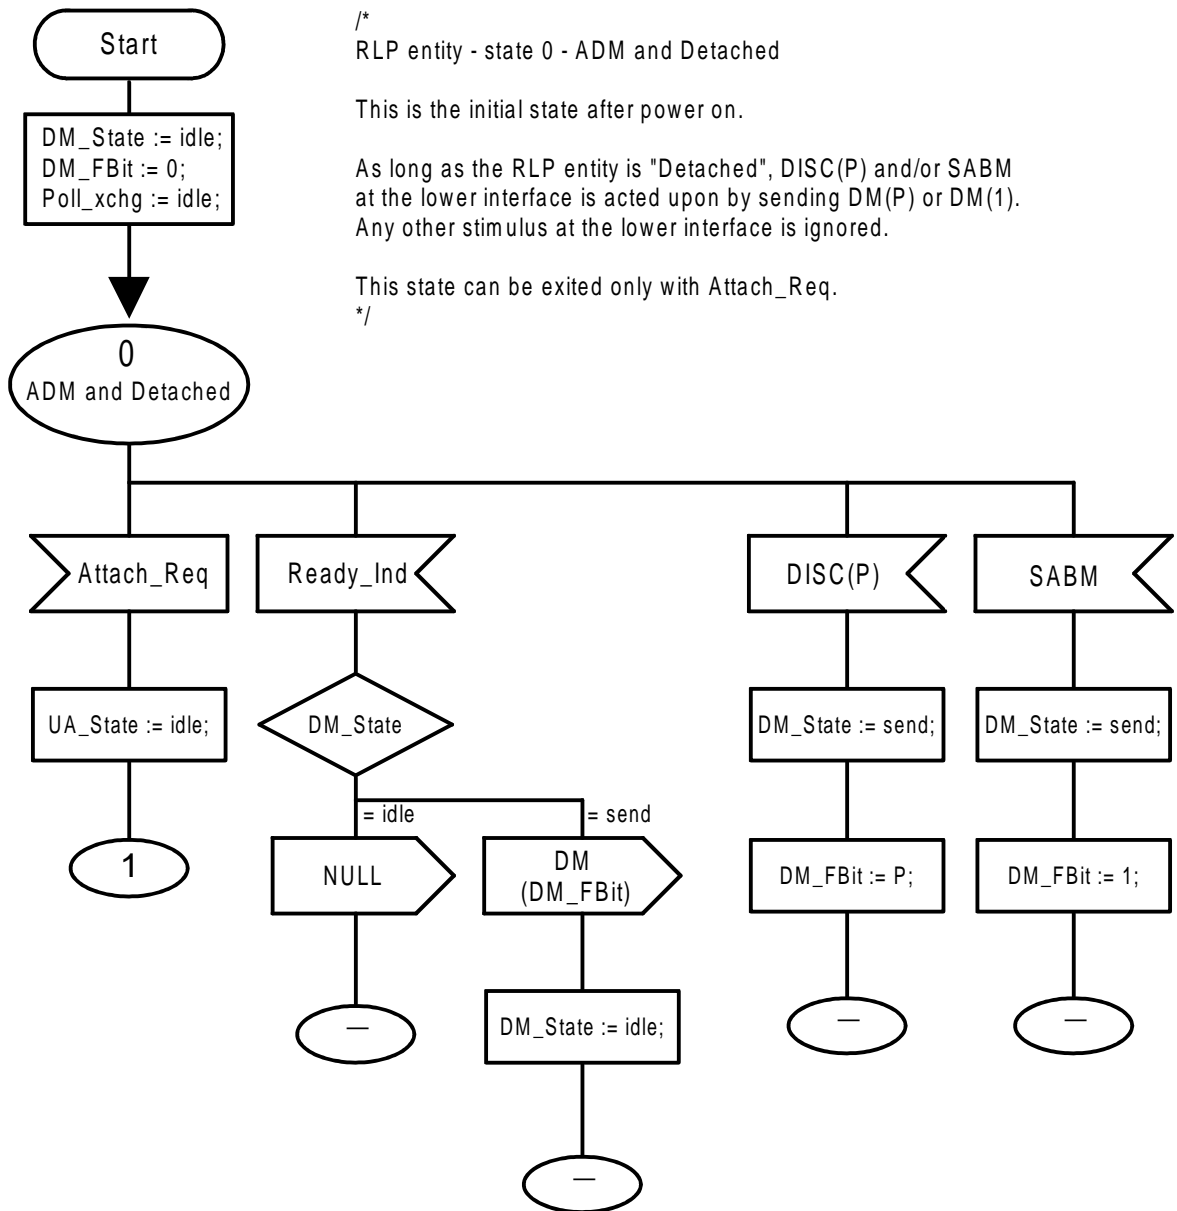 Start
DM_State := idle;
DM_FBit := 0;
Poll_xchg := idle;
/*
RLP entity - state 0 - ADM and Detached
This is the initial state after power on.
As long as the RLP entity is "Detached", DISC(P) and/or SABM
at the lower interface is acted upon by sending DM(P) or DM(1).
Any other stimulus at the lower interface is ignored.
This state can be exited only with Attach_Req.
*/
0
ADM and Detached
Attach_Req
Ready_Ind
DISC(P)
SABM
UA_State := idle;
DM_State
DM_State := send;
DM_State := send;
= idle
= send
1
NULL
DM
(DM_FBit)
DM_FBit := P;
DM_FBit := 1;
–
DM_State := idle;
–
–
–